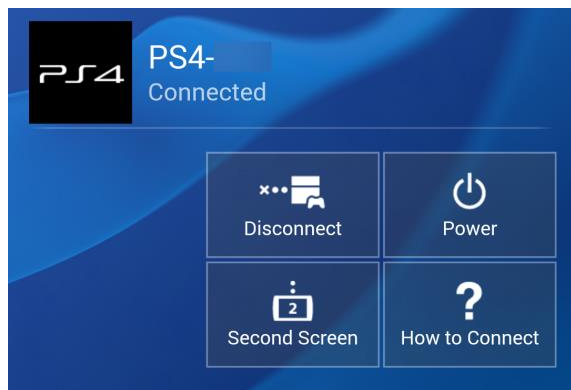 PS4
PS4-
Connected
Disconnect
Power
2
Second Screen
?
How to Connect